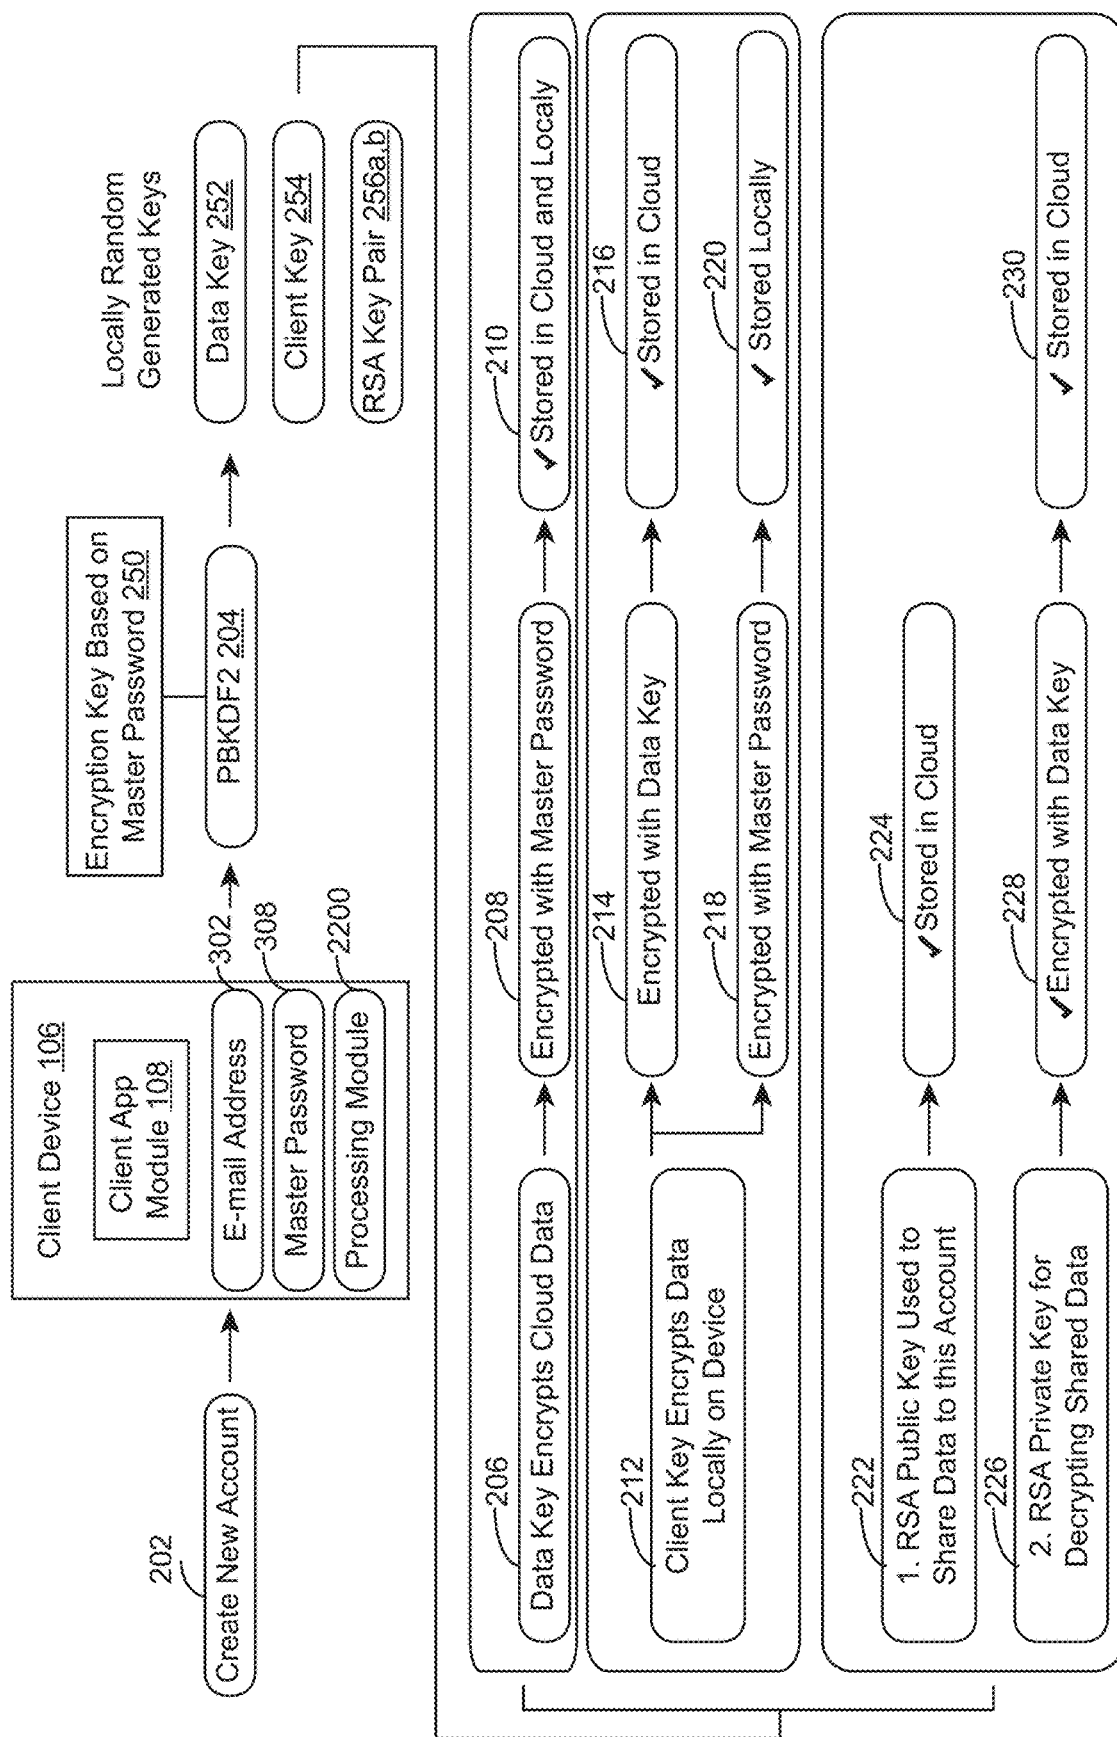 202
Create New Account
Client Device 106
Client App
Module 108
E-mail Address
302
Master Password
308
Processing Module
2200
Encryption Key Based on
Master Password 250
PBKDF2 204
Locally Random
Generated Keys
Data Key 252
Client Key 254
RSA Key Pair 256a,b
206
Data Key Encrypts Cloud Data
208
Encrypted with Master Password
210
✓Stored in Cloud and Localy
212
Client Key Encrypts Data
Locally on Device
214
Encrypted with Data Key
216
✓Stored in Cloud
218
Encrypted with Master Password
220
✓ Stored Locally
222
1. RSA Public Key Used to
Share Data to this Account
224
✓Stored in Cloud
226
2. RSA Private Key for
Decrypting Shared Data
228
✓Encrypted with Data Key
230
✓ Stored in Cloud